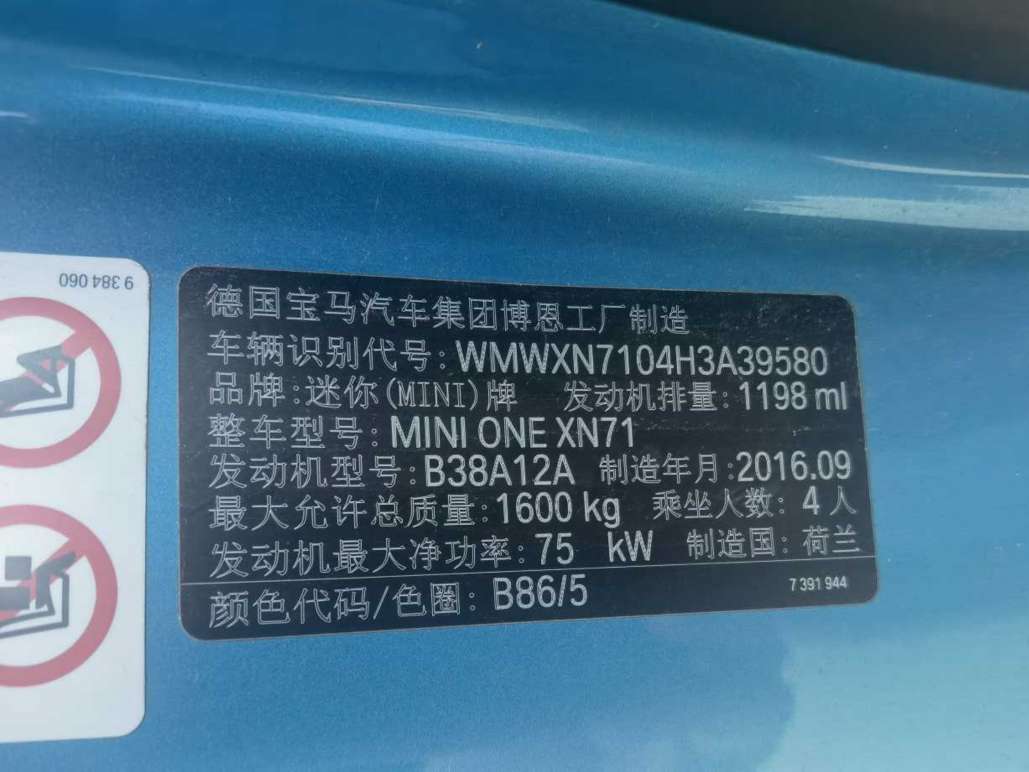 9 384 060
德国宝马汽车集团博恩工厂制造
车辆识别代号:WMWXN7104H3A39580
品牌:迷你(MINI)牌 发动机排量:1198 ml
整车型号:MINI ONE XN71
发动机型号:B38A12A 制造年月:2016.09
最大允许总质量:1600 kg 乘坐人数:4人
发动机最大净功率:75 kW 制造国:荷兰
颜色代码/色圈:B86/5 7 391 944